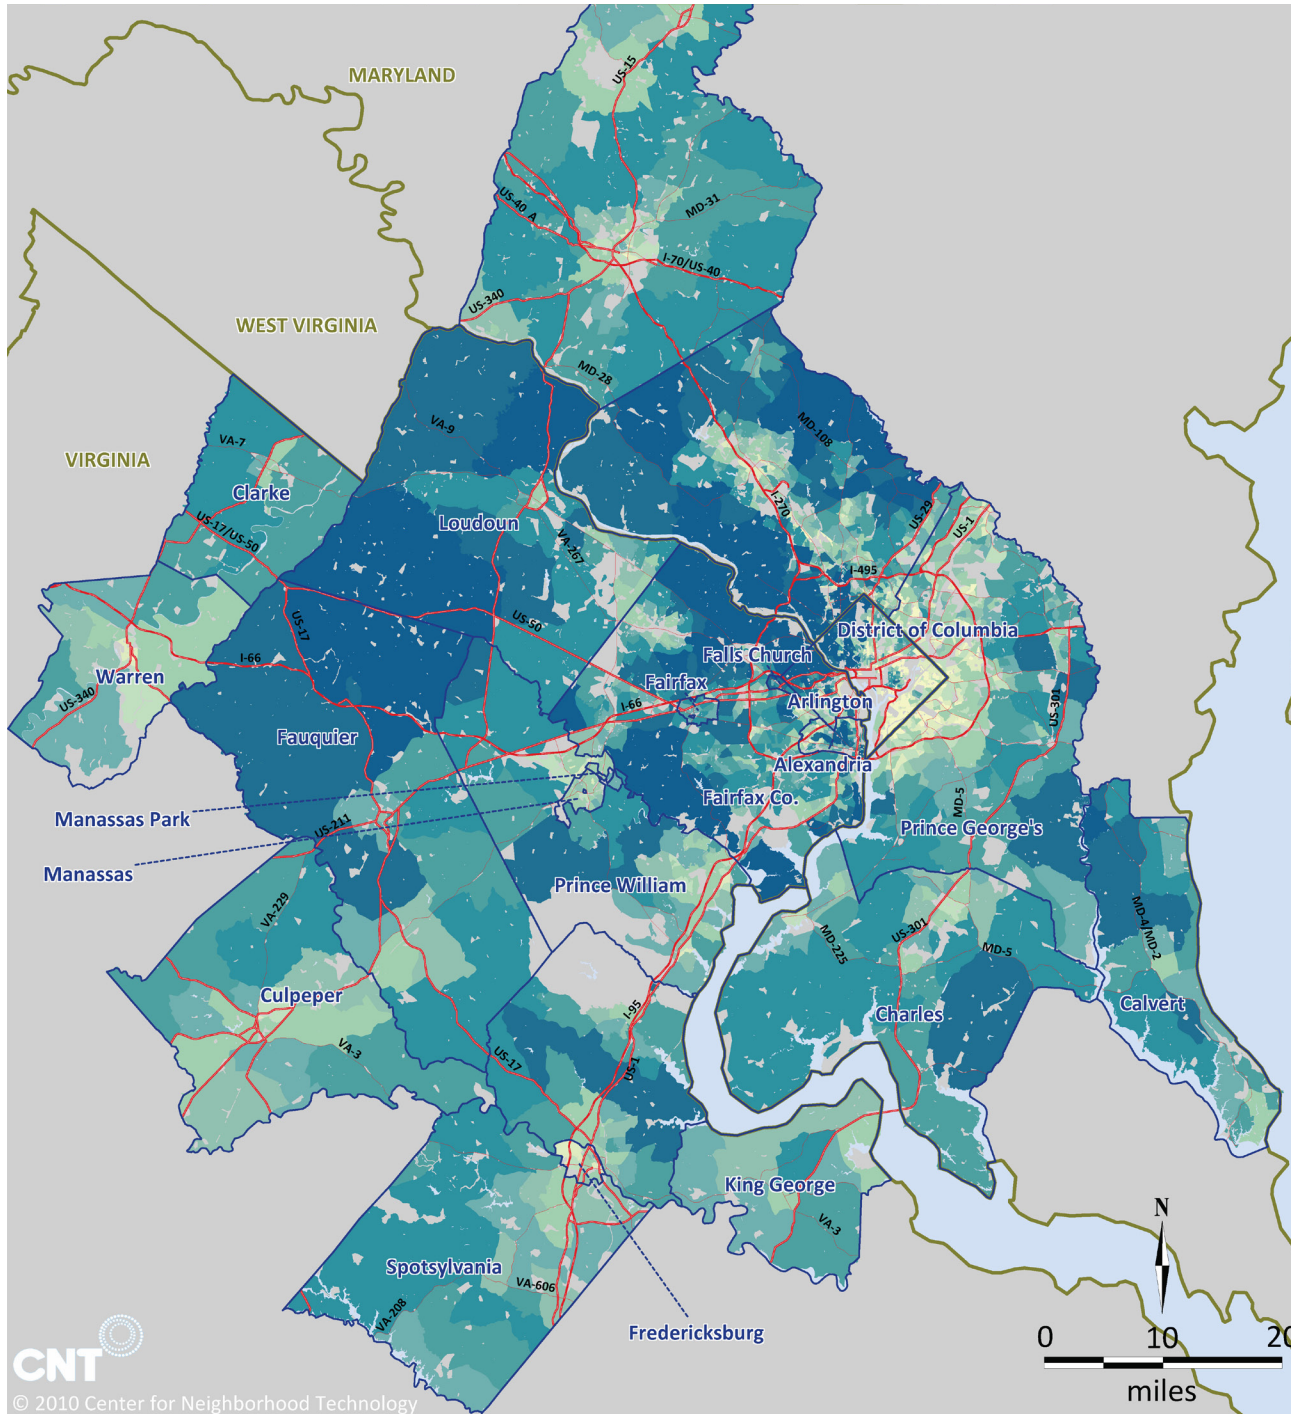 MARYLAND
US-15
US-40 A
MD-31
I-70/US-40
US-340
WEST VIRGINIA
MD-28
VA-9
MD-108
VIRGINIA
VA-7
Clarke
US-17/US-50
Loudoun
VA-267
I-270
US-29
US-1
I-495
US-50
US-17
District of Columbia
Falls Church
I-66
Warren
Fairfax
US-340
I-66
Arlington
US-301
Fauquier
Alexandria
Fairfax Co.
MD-5
Manassas Park
US-211
Prince George's
Manassas
Prince William
VA-229
MD-4/MD-2
US-301
MD-225
MD-5
Culpeper
I-95
Charles
Calvert
VA-3
US-17
US-1
King George
VA-3
N
Spotsylvania
VA-606
VA-208
Fredericksburg
0 10 20
miles
CNT
© 2010 Center for Neighborhood Technology